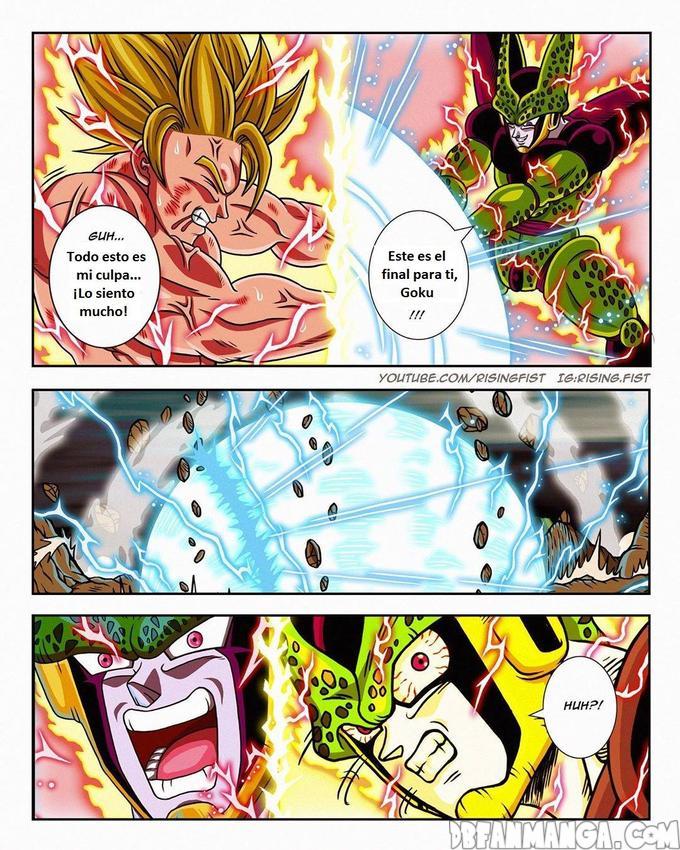 GUH...
Todo esto es
mi culpa...
¡Lo siento
mucho!
Este es el
final para ti,
Goku
!!!
YOUTUBE.COM/RISINGFIST IG:RISING.FIST
HUH?!
DBFANMANGA.COM